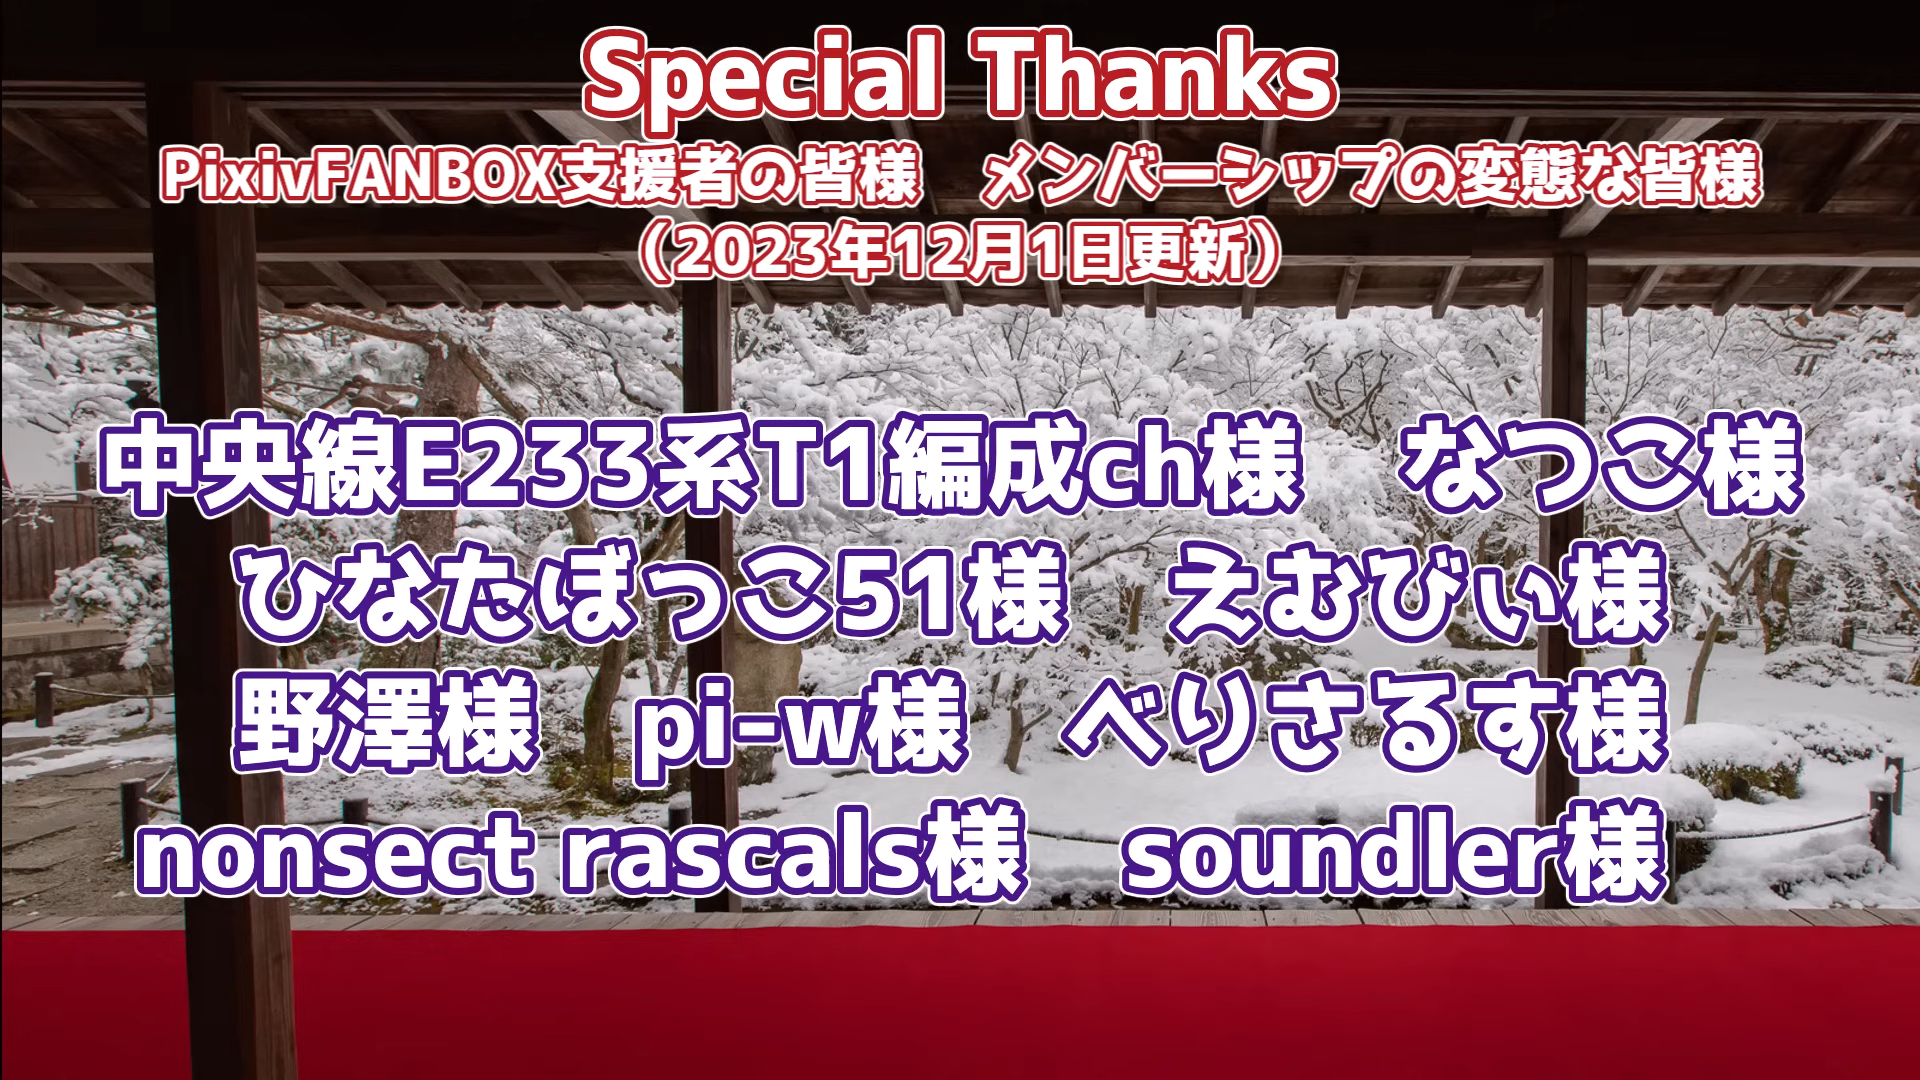 Special Thanks
PixivFANBOX支援者の皆様　メンバーシップの変態な皆様
（2023年12月1日更新）
中央線E233系T1編成ch様　なつこ様
ひなたぼっこ51様　えむびぃ様
野澤様　pi-w様　べりさるす様
nonsect rascals様　soundler様